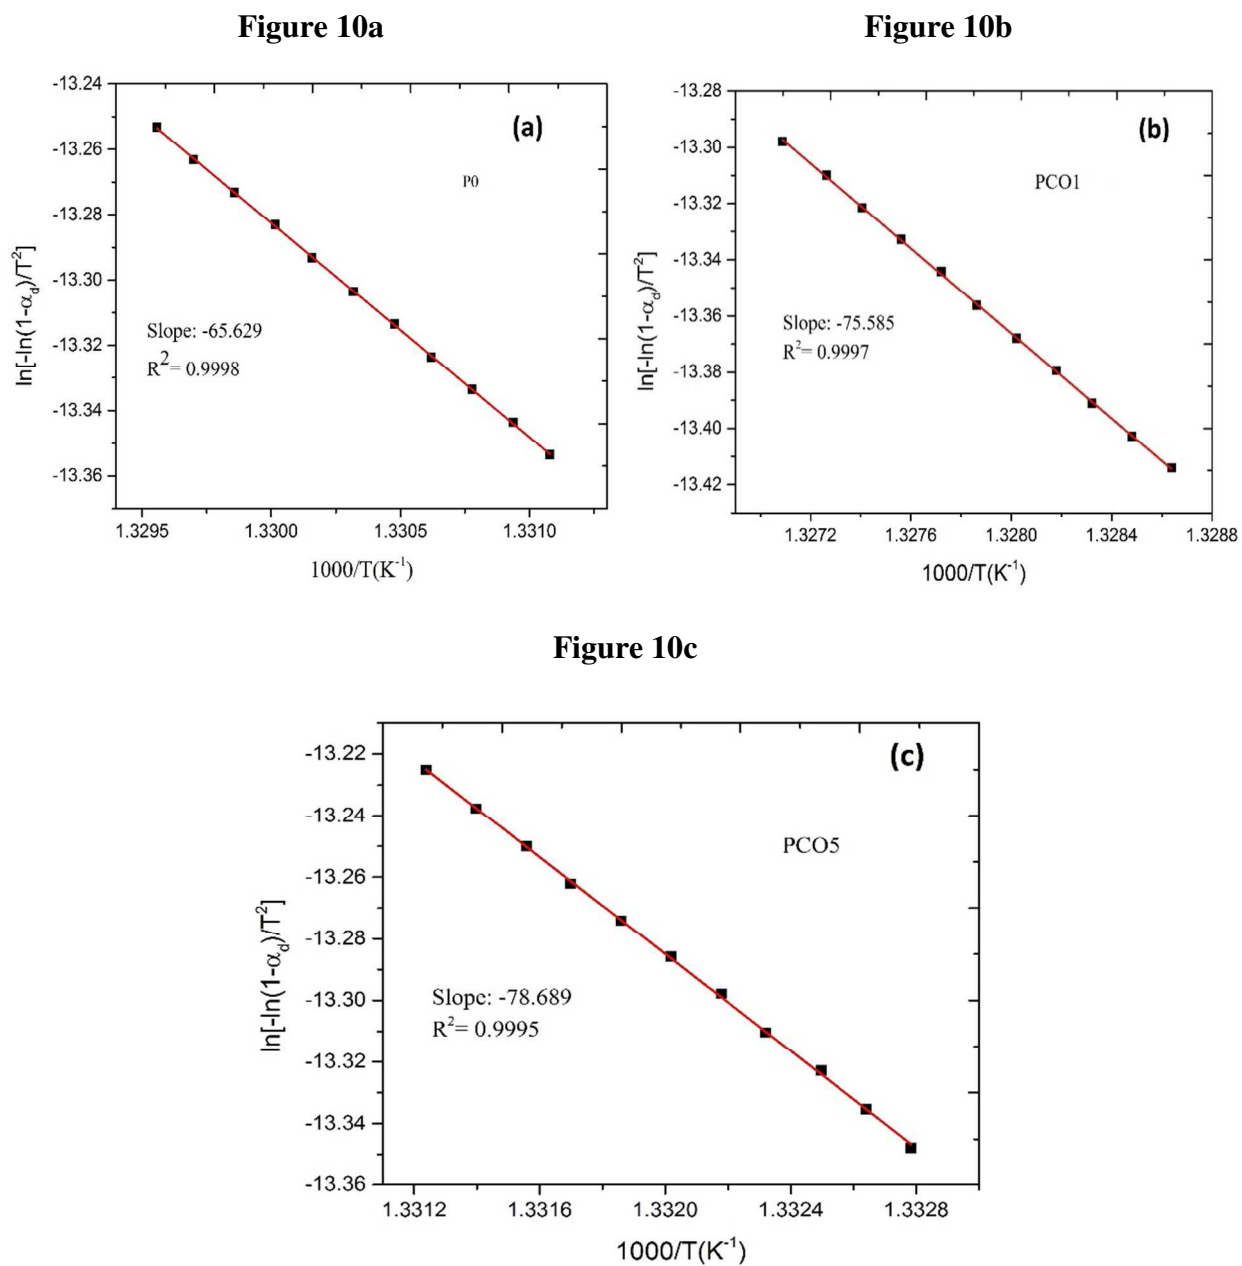 Figure 10a
-13.24
-13.26
-13.28
-13.30
-13.32
-13.34
-13.36
ln[-ln(1-α_d)/T²]
(a)
P0
Slope: -65.629
R²= 0.9998
1.3295
1.3300
1.3305
1.3310
1000/T(K⁻¹)
Figure 10b
-13.28
-13.30
-13.32
-13.34
-13.36
-13.38
-13.40
-13.42
ln[-ln(1-α_d)/T²]
(b)
PCO1
Slope: -75.585
R²= 0.9997
1.3272
1.3276
1.3280
1.3284
1.3288
1000/T(K⁻¹)
Figure 10c
-13.22
-13.24
-13.26
-13.28
-13.30
-13.32
-13.34
-13.36
ln[-ln(1-α_d)/T²]
(c)
PCO5
Slope: -78.689
R²= 0.9995
1.3312
1.3316
1.3320
1.3324
1.3328
1000/T(K⁻¹)